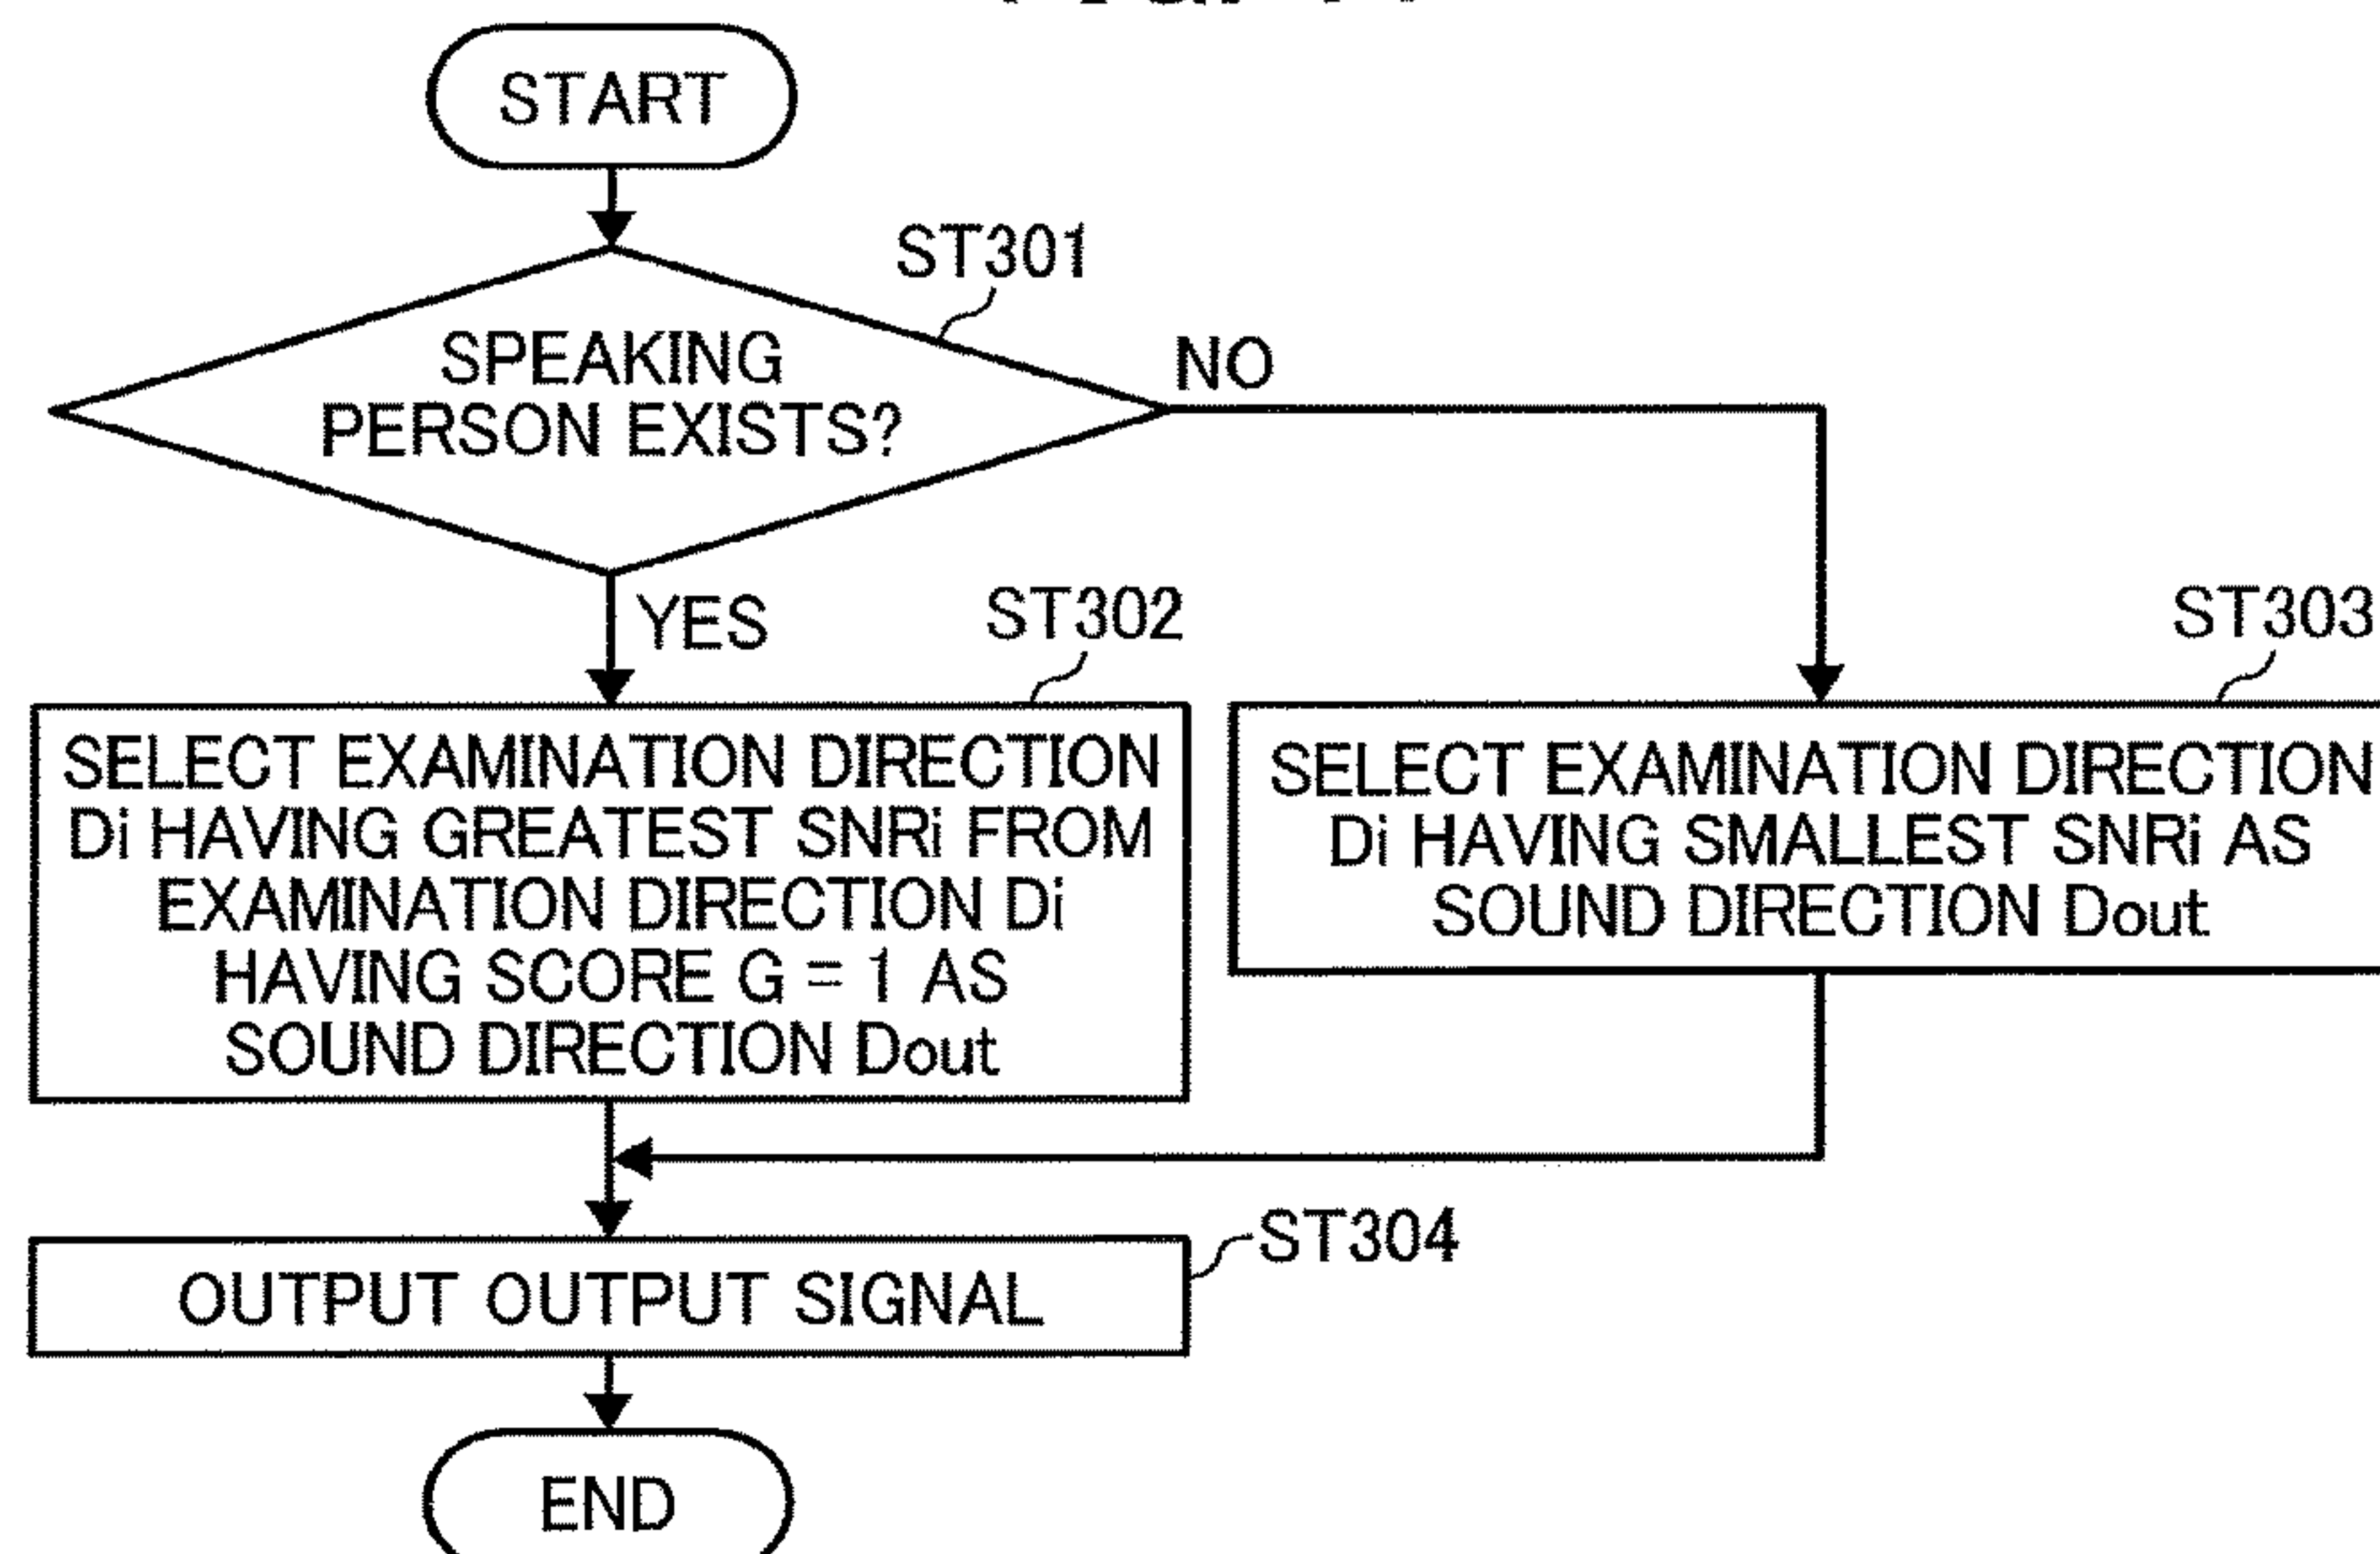 START
ST301
SPEAKING
PERSON EXISTS?
NO
YES
ST302
SELECT EXAMINATION DIRECTION
Di HAVING GREATEST SNRi FROM
EXAMINATION DIRECTION Di
HAVING SCORE G = 1 AS
SOUND DIRECTION Dout
ST303
SELECT EXAMINATION DIRECTION
Di HAVING SMALLEST SNRi AS
SOUND DIRECTION Dout
ST304
OUTPUT OUTPUT SIGNAL
END